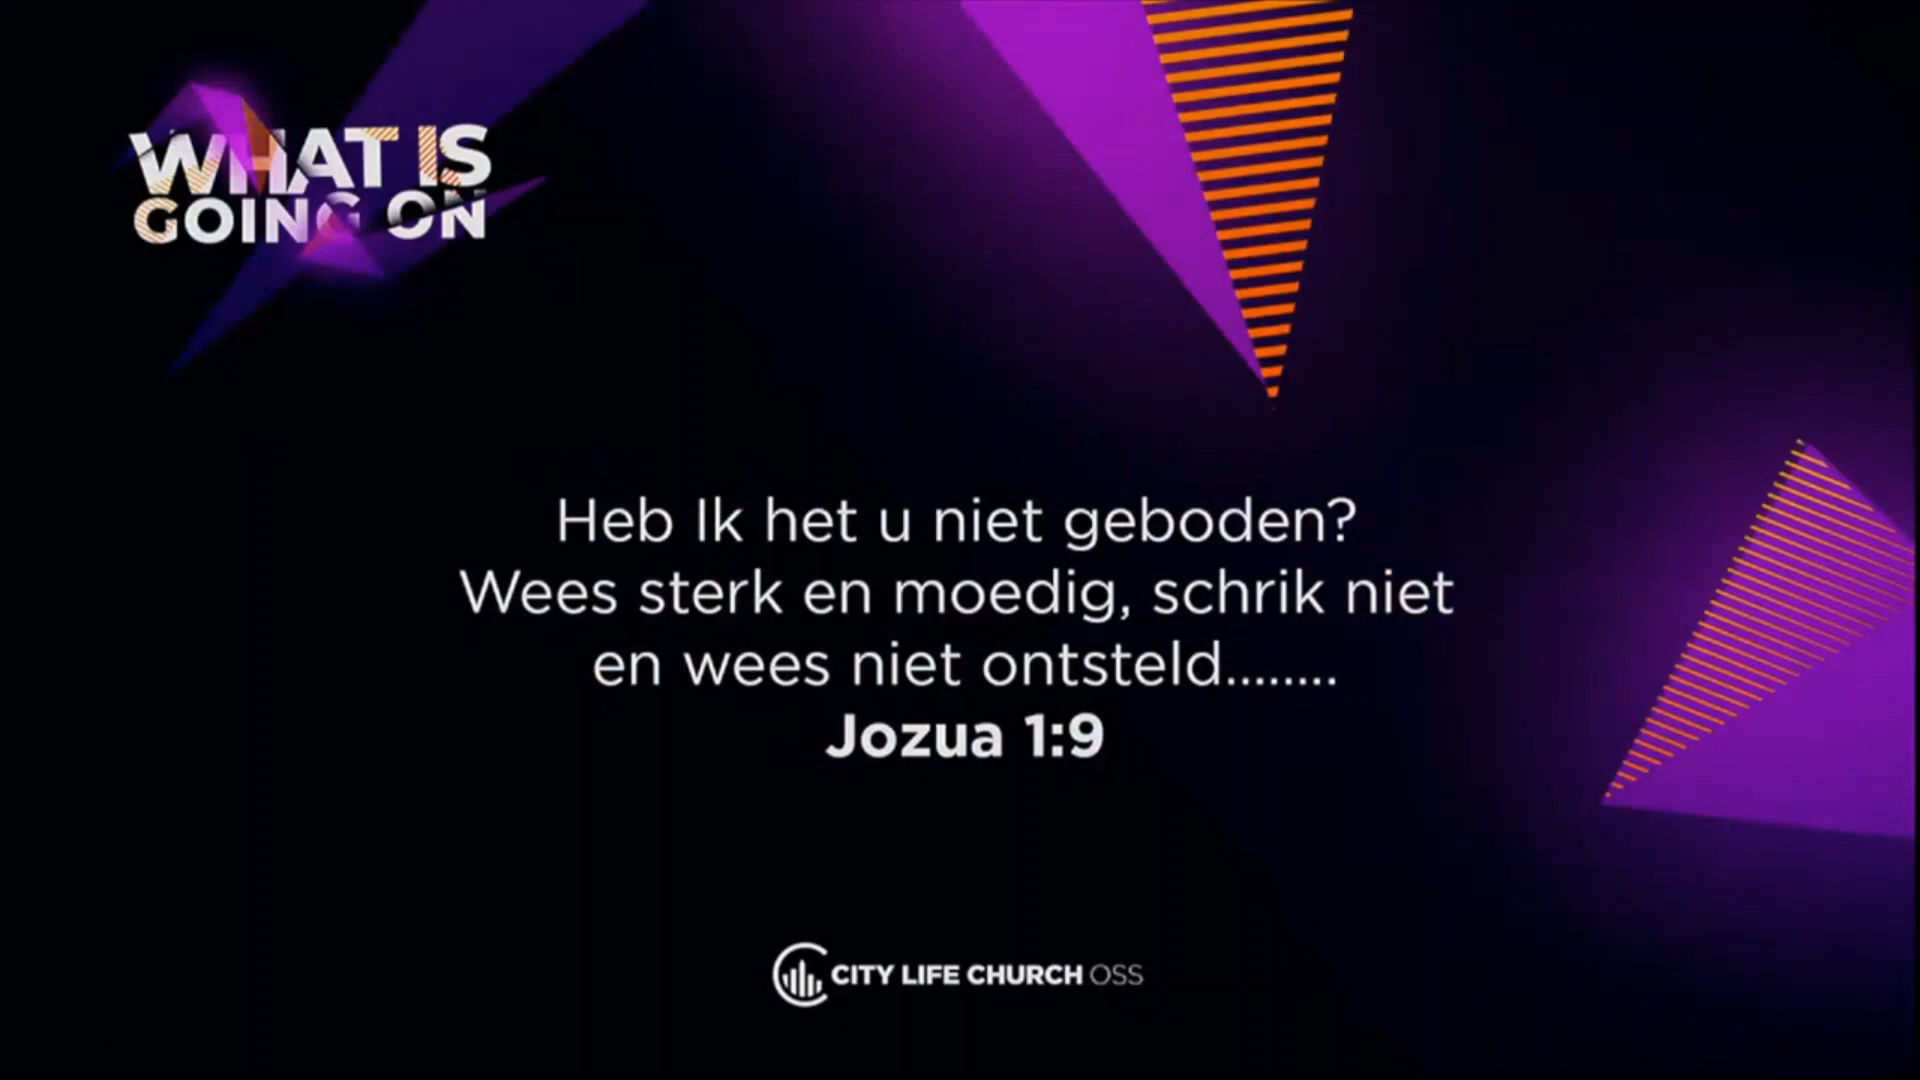 WHAT IS
GOING ON
Heb Ik het u niet geboden?
Wees sterk en moedig, schrik niet
en wees niet ontsteld........
Jozua 1:9
CITY LIFE CHURCH OSS